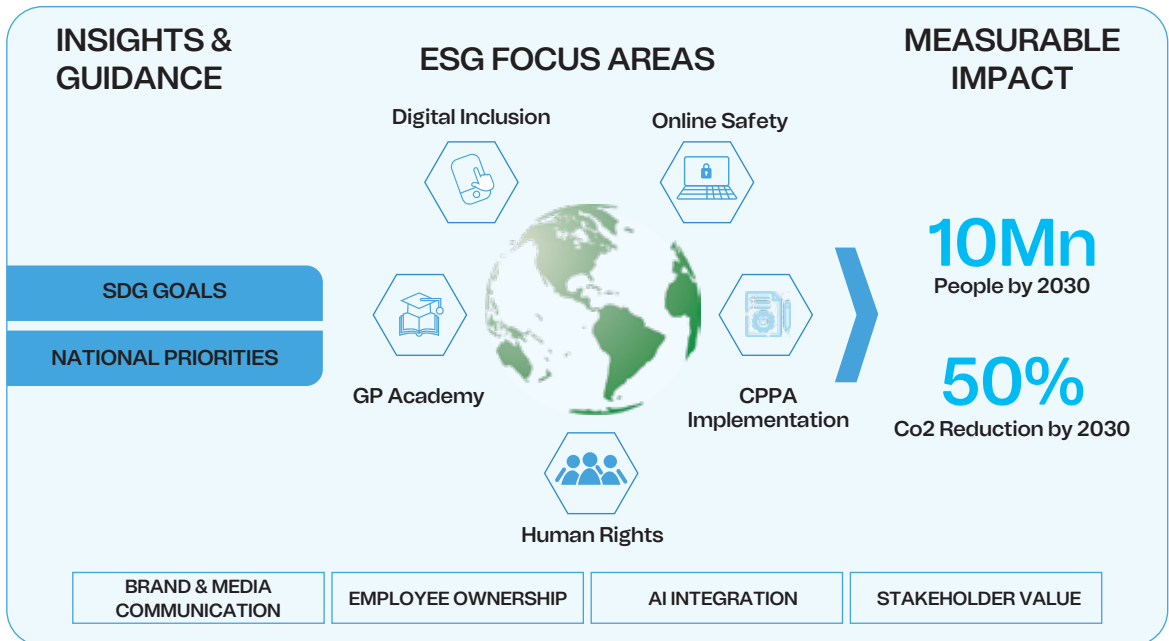 INSIGHTS &
GUIDANCE
ESG FOCUS AREAS
MEASURABLE
IMPACT
Digital Inclusion
Online Safety
SDG GOALS
NATIONAL PRIORITIES
GP Academy
CPPA
Implementation
Human Rights
10Mn
People by 2030
50%
Co2 Reduction by 2030
BRAND & MEDIA
COMMUNICATION
EMPLOYEE OWNERSHIP
AI INTEGRATION
STAKEHOLDER VALUE